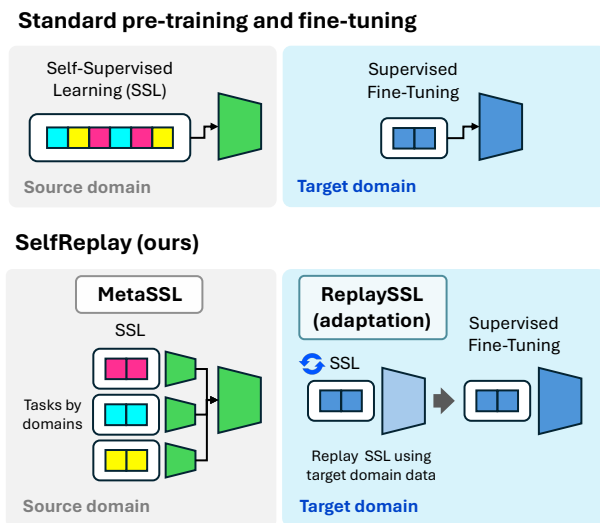 Standard pre-training and fine-tuning
Self-Supervised
Learning (SSL)
Source domain
Supervised
Fine-Tuning
Target domain
SelfReplay (ours)
MetaSSL
SSL
Tasks by
domains
Source domain
ReplaySSL
(adaptation)
SSL
Replay SSL using
target domain data
Supervised
Fine-Tuning
Target domain